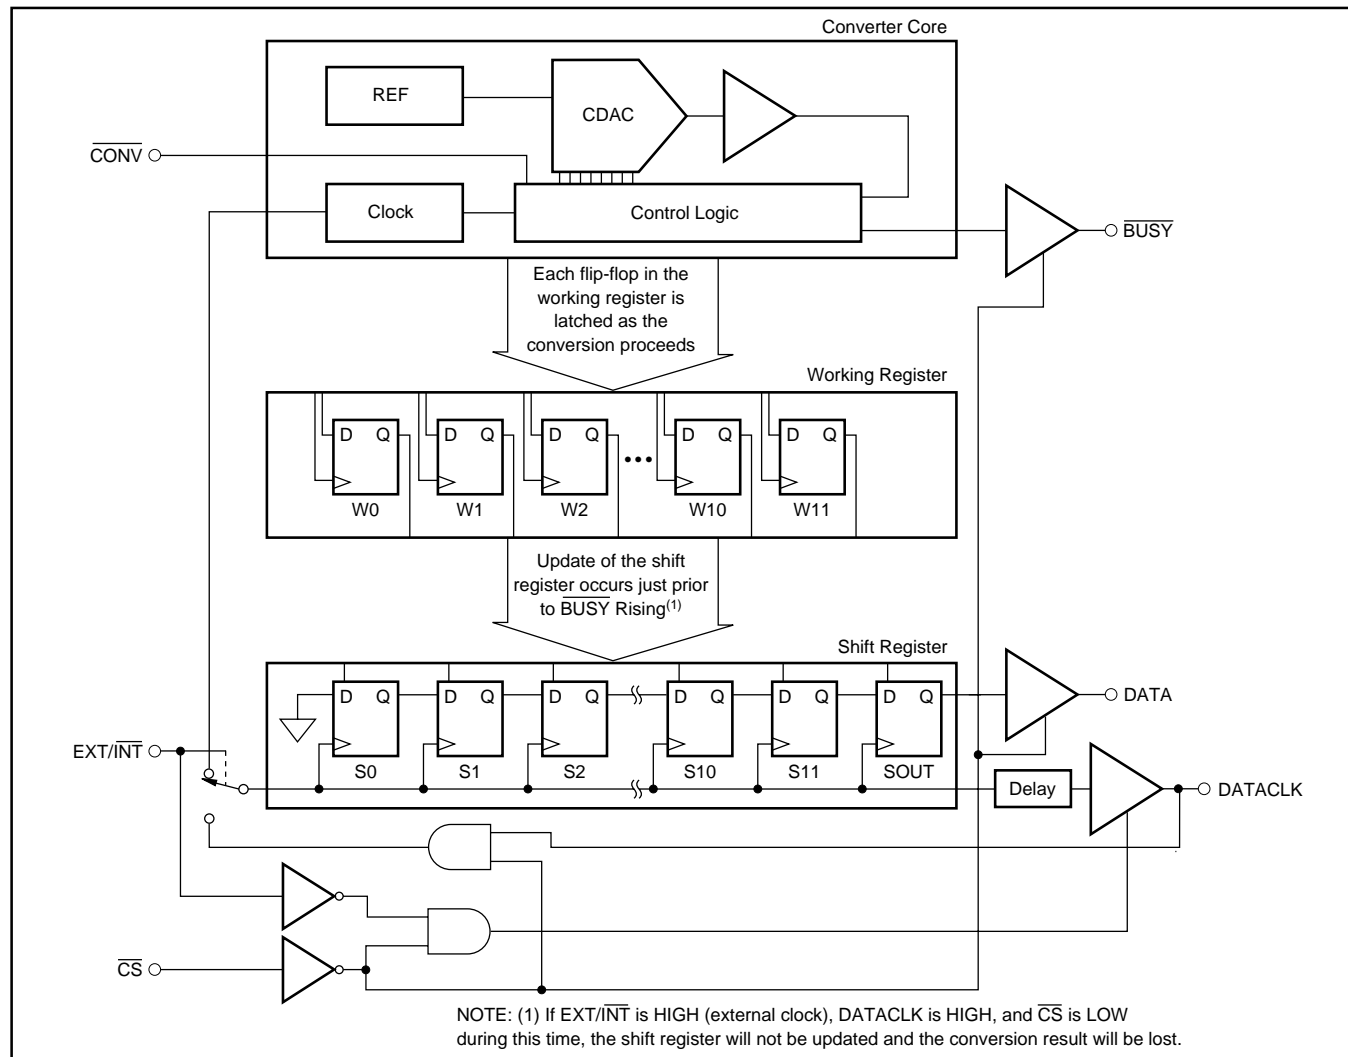 Converter Core
REF
CDAC
CONV
Clock
Control Logic
BUSY
Each flip-flop in the
working register is
latched as the
conversion proceeds
Working Register
D Q
D Q
D Q
D Q
D Q
W0
W1
W2
W10
W11
Update of the shift
register occurs just prior
to BUSY Rising(1)
Shift Register
D Q
D Q
D Q
D Q
D Q
D Q
DATA
EXT/INT
S0
S1
S2
S10
S11
SOUT
Delay
DATACLK
CS
NOTE: (1) If EXT/INT is HIGH (external clock), DATACLK is HIGH, and CS is LOW
during this time, the shift register will not be updated and the conversion result will be lost.